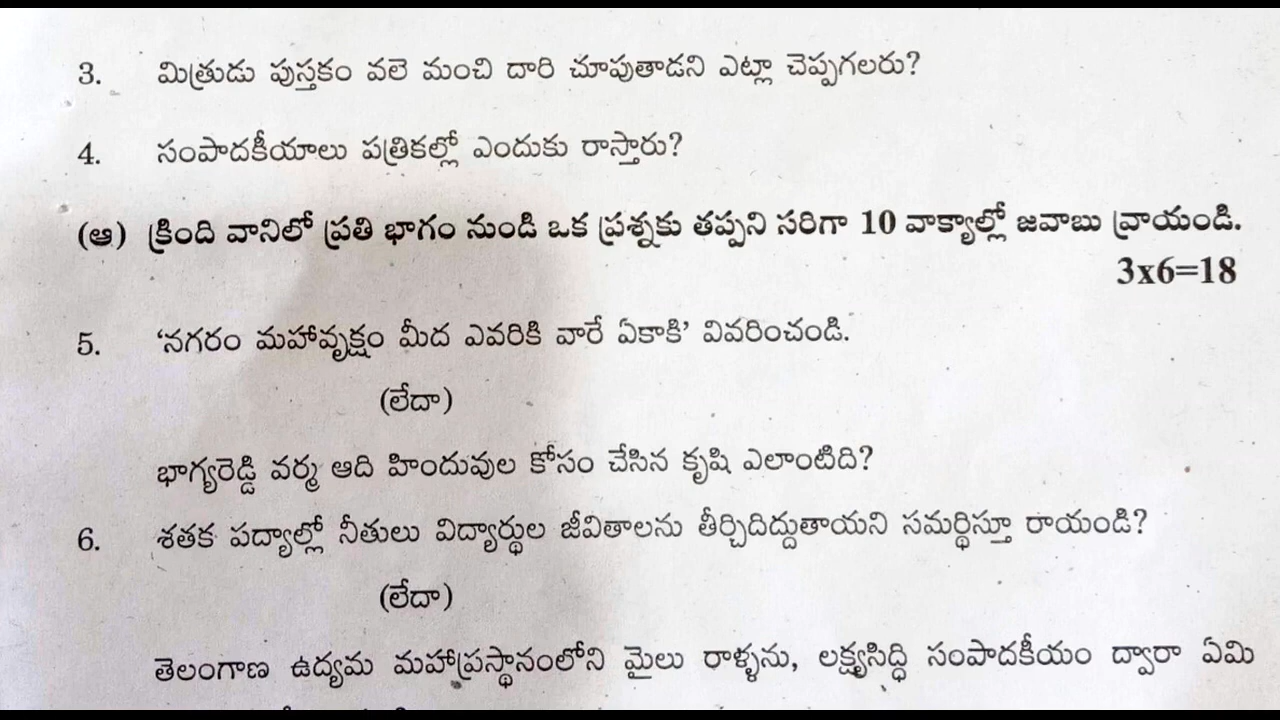 3. మిత్రుడు పుస్తకం వలె మంచి దారి చూపుతాడని ఎట్లా చెప్పగలరు?
4. సంపాదకీయాలు పత్రికల్లో ఎందుకు రాస్తారు?
(ఆ) క్రింది వానిలో ప్రతి భాగం నుండి ఒక ప్రశ్నకు తప్పని సరిగా 10 వాక్యాల్లో జవాబు వ్రాయండి.
3x6=18
5. 'నగరం మహావృక్షం మీద ఎవరికి వారే ఏకాకి' వివరించండి.
(లేదా)
భాగ్యరెడ్డి వర్మ ఆది హిందువుల కోసం చేసిన కృషి ఎలాంటిది?
6. శతక పద్యాల్లో నీతులు విద్యార్థుల జీవితాలను తీర్చిదిద్దుతాయని సమర్థిస్తూ రాయండి?
(లేదా)
తెలంగాణ ఉద్యమ మహాప్రస్థానంలోని మైలు రాళ్ళను, లక్ష్యసిద్ధి సంపాదకీయం ద్వారా ఏమి